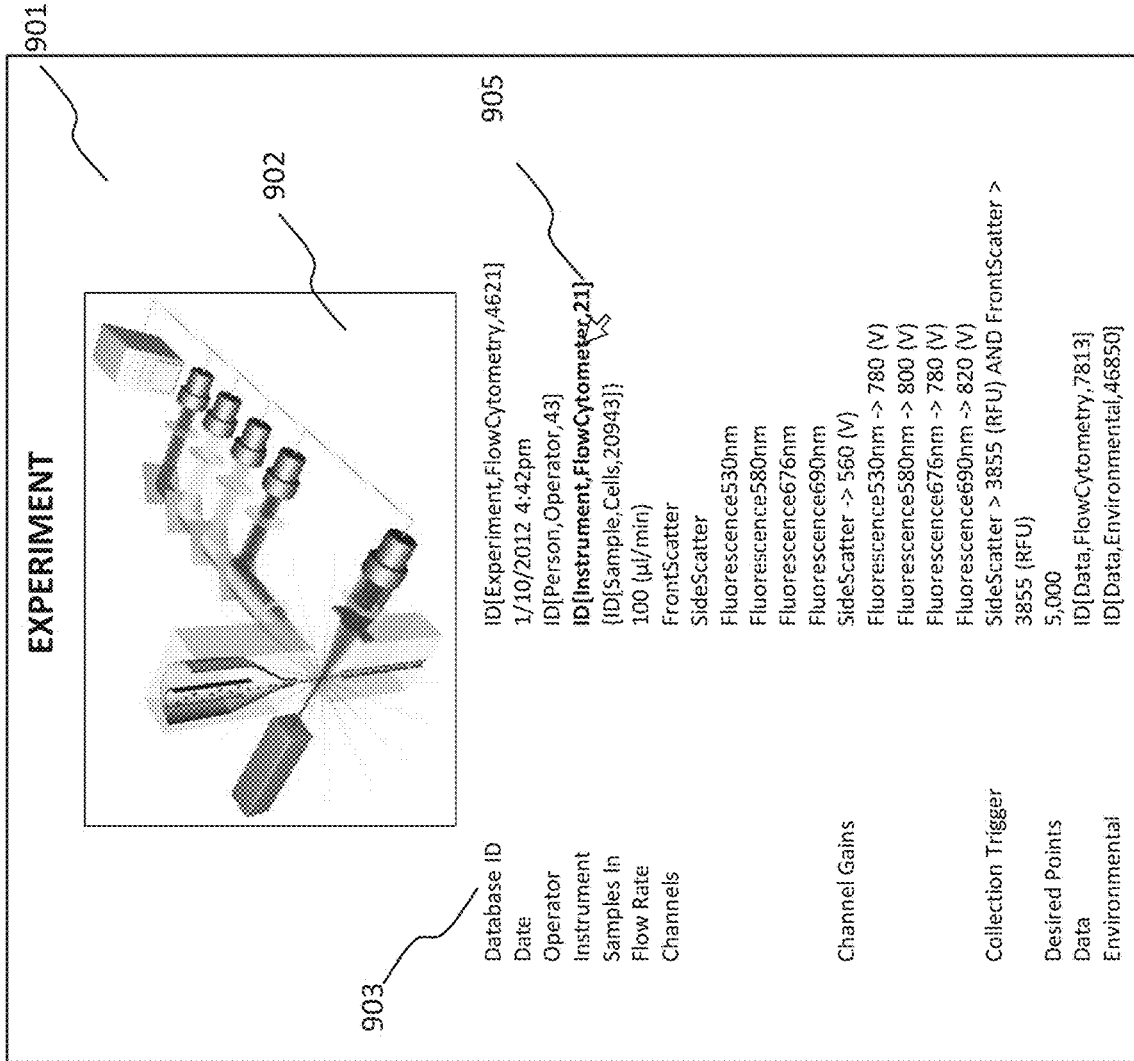 EXPERIMENT
901
902
903
Database ID ID[Experiment,FlowCytometry,4621]
Date 1/10/2012 4:42pm
Operator ID[Person,Operator,43]
Instrument ID[Instrument,FlowCytometer,21]
905
Samples In {ID[Sample,Cells,20943]}
Flow Rate 100 (µl/min)
Channels FrontScatter
SideScatter
Fluorescence530nm
Fluorescence580nm
Fluorescence676nm
Fluorescence690nm
Channel Gains SideScatter -> 560 (V)
Fluorescence530nm -> 780 (V)
Fluorescence580nm -> 800 (V)
Fluorescence676nm -> 780 (V)
Fluorescence690nm -> 820 (V)
Collection Trigger SideScatter > 3855 (RFU) AND FrontScatter >
3855 (RFU)
Desired Points 5,000
Data ID[Data,FlowCytometry,7813]
Environmental ID[Data,Environmental,46850]